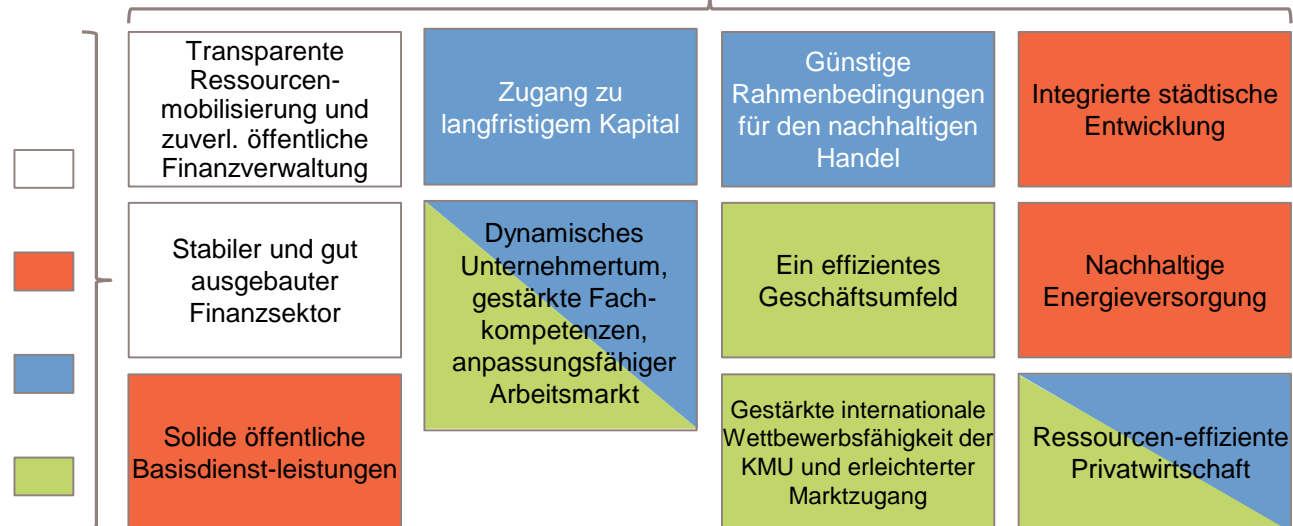 Transparente
Ressourcen-
mobilisierung und
zuverl. öffentliche
Finanzverwaltung
Zugang zu
langfristigem Kapital
Günstige
Rahmenbedingungen
für den nachhaltigen
Handel
Integrierte städtische
Entwicklung
Stabiler und gut
ausgebauter
Finanzsektor
Dynamisches
Unternehmertum,
gestärkte Fach-
kompetenzen,
anpassungsfähiger
Arbeitsmarkt
Ein effizientes
Geschäftsumfeld
Nachhaltige
Energieversorgung
Solide öffentliche
Basisdienst-leistungen
Gestärkte internationale
Wettbewerbsfähigkeit der
KMU und erleichterter
Marktzugang
Ressourcen-effiziente
Privatwirtschaft